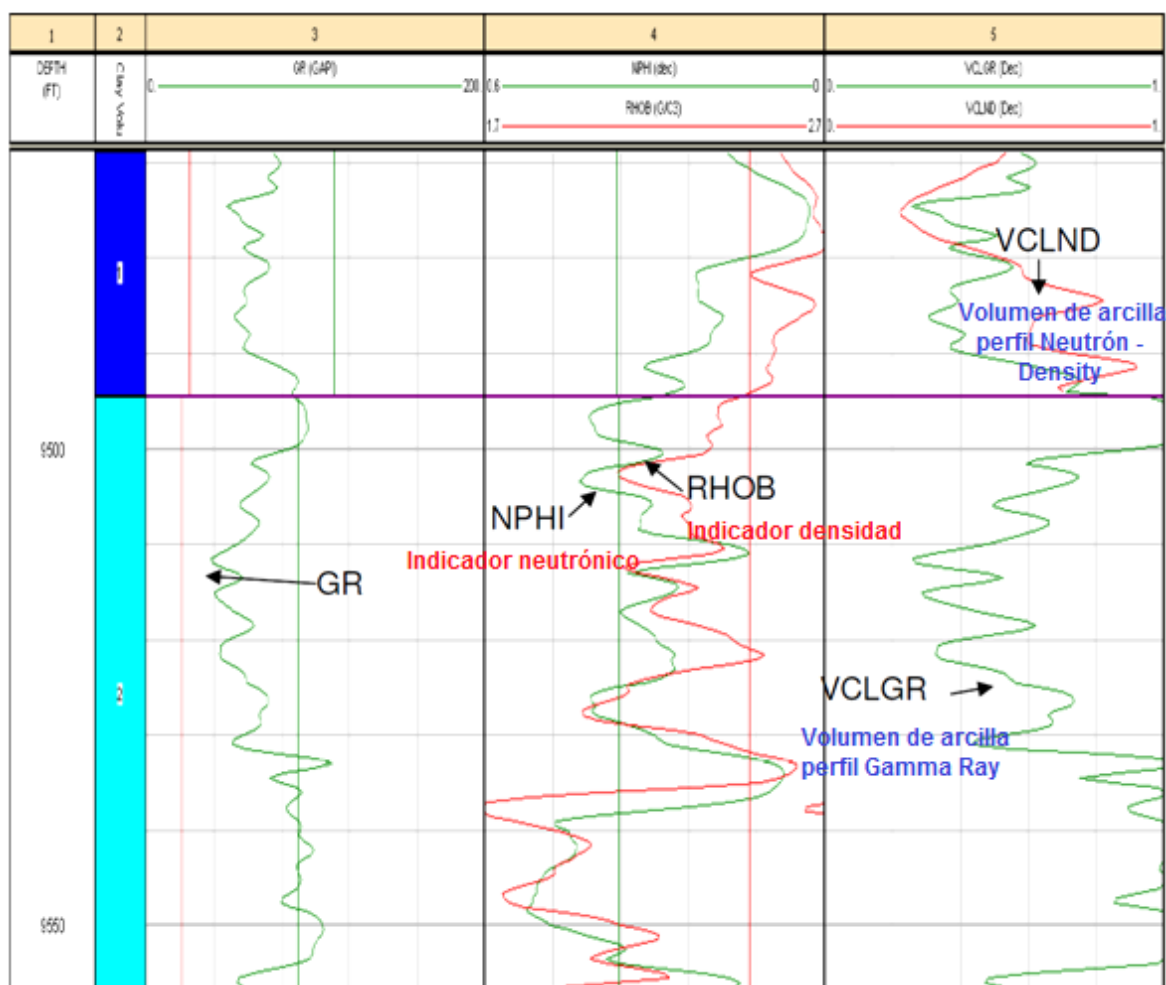 1 2 3 4 5
DEPTH
(FT)
GR (GAPI)
0. 200.
NPHI (dec)
0.6 0.
RHOB (G/C3)
1.7 2.7
VCLGR (Dec)
0. 1.
VCLND (Dec)
0. 1.
VCLND
Volumen de arcilla
perfil Neutrón -
Density
9500
RHOB
NPHI
Indicador densidad
Indicador neutrónico
GR
2
VCLGR
Volumen de arcilla
perfil Gamma Ray
9550